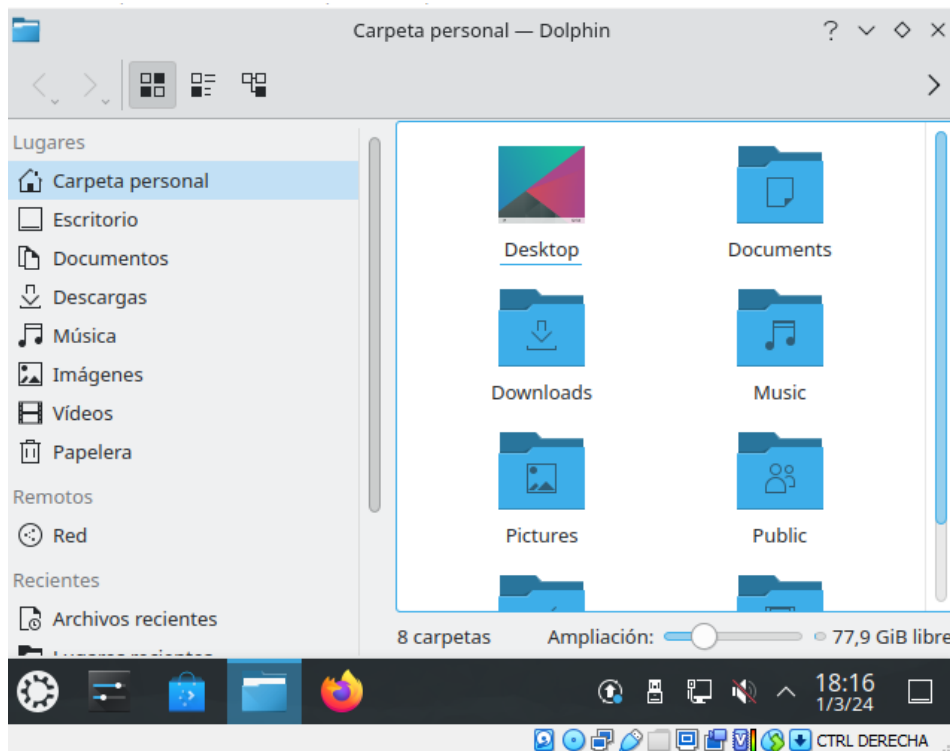 Carpeta personal — Dolphin
Lugares
Carpeta personal
Escritorio
Documentos
Descargas
Música
Imágenes
Vídeos
Papelera
Remotos
Red
Recientes
Archivos recientes
Desktop
Documents
Downloads
Music
Pictures
Public
8 carpetas
Ampliación:
77,9 GiB libre
18:16
1/3/24
CTRL DERECHA